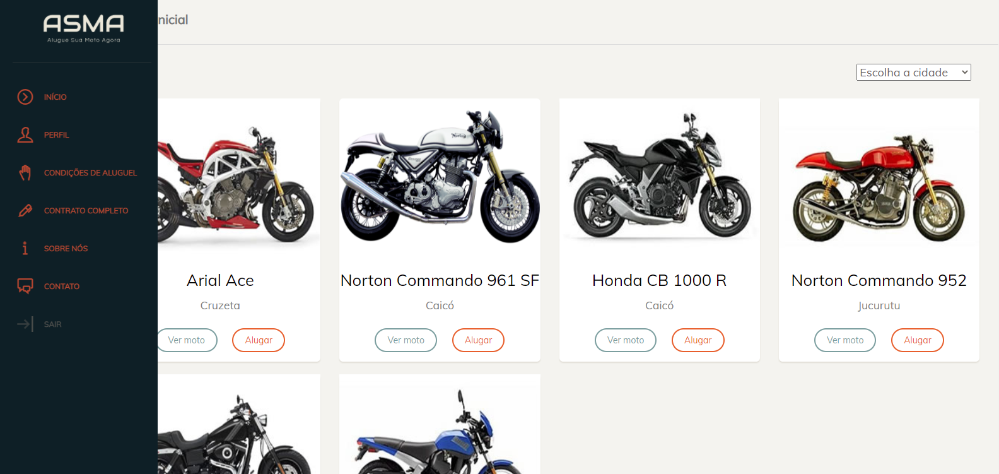 ASMA
Alugue Sua Moto Agora
INÍCIO
PERFIL
CONDIÇÕES DE ALUGUEL
CONTRATO COMPLETO
SOBRE NÓS
CONTATO
SAIR
nicial
Escolha a cidade
Arial Ace
Cruzeta
Ver moto
Alugar
Norton
Norton Commando 961 SF
Caicó
Ver moto
Alugar
Honda CB 1000 R
Caicó
Ver moto
Alugar
Norton Commando 952
Jucurutu
Ver moto
Alugar